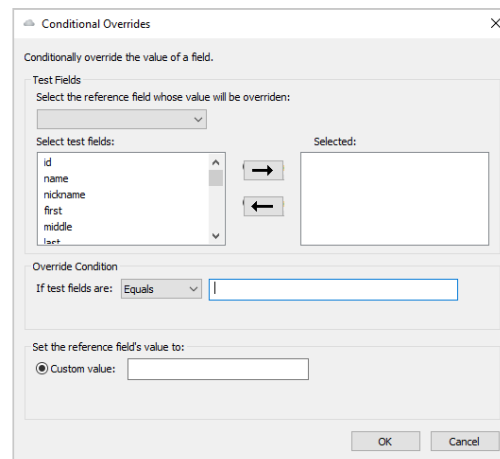 Conditional Overrides
Conditionally override the value of a field.
Test Fields
Select the reference field whose value will be overriden:
Select test fields:
Selected:
id
name
nickname
first
middle
last
Override Condition
If test fields are: Equals
Set the reference field's value to:
Custom value:
OK Cancel